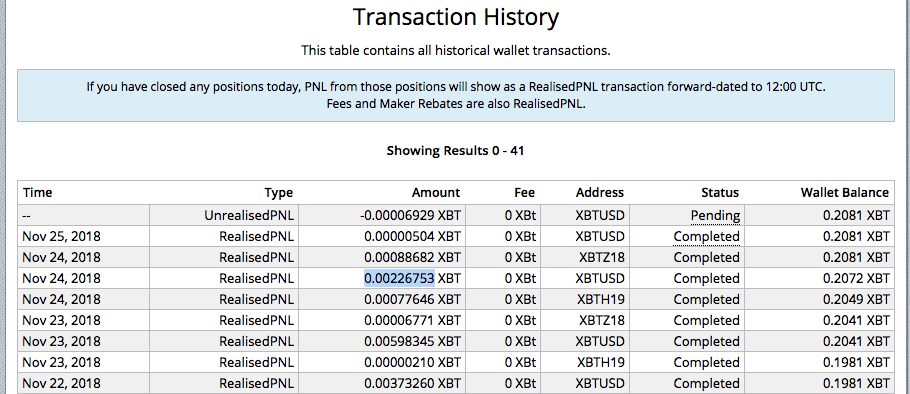 Transaction History
This table contains all historical wallet transactions.
If you have closed any positions today, PNL from those positions will show as a RealisedPNL transaction forward-dated to 12:00 UTC.
Fees and Maker Rebates are also RealisedPNL.
Showing Results 0 - 41
Time Type Amount Fee Address Status Wallet Balance
-- UnrealisedPNL -0.00006929 XBT 0 XBt XBTUSD Pending 0.2081 XBT
Nov 25, 2018 RealisedPNL 0.00000504 XBT 0 XBt XBTUSD Completed 0.2081 XBT
Nov 24, 2018 RealisedPNL 0.00088682 XBT 0 XBt XBTZ18 Completed 0.2081 XBT
Nov 24, 2018 RealisedPNL 0.00226753 XBT 0 XBt XBTUSD Completed 0.2072 XBT
Nov 24, 2018 RealisedPNL 0.00077646 XBT 0 XBt XBTH19 Completed 0.2049 XBT
Nov 23, 2018 RealisedPNL 0.00006771 XBT 0 XBt XBTZ18 Completed 0.2041 XBT
Nov 23, 2018 RealisedPNL 0.00598345 XBT 0 XBt XBTUSD Completed 0.2041 XBT
Nov 23, 2018 RealisedPNL 0.00000210 XBT 0 XBt XBTH19 Completed 0.1981 XBT
Nov 22, 2018 RealisedPNL 0.00373260 XBT 0 XBt XBTUSD Completed 0.1981 XBT